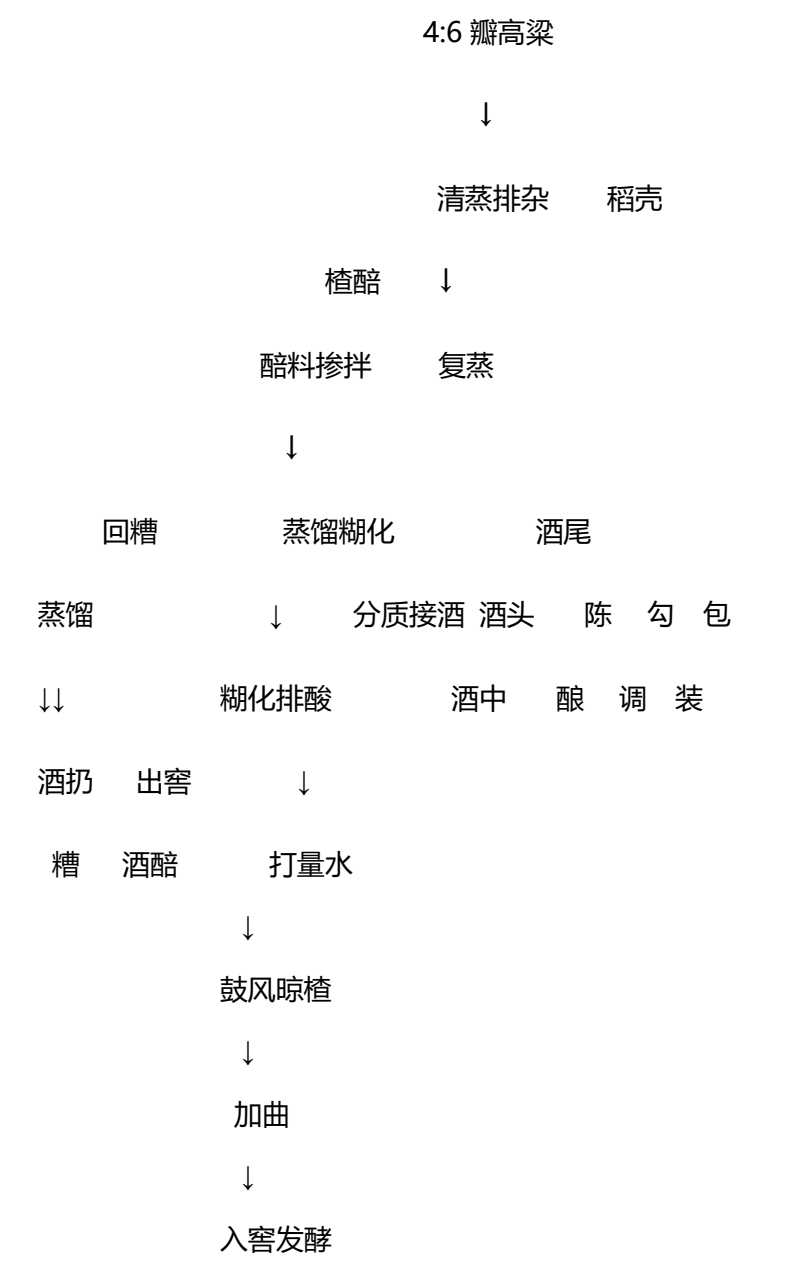 4:6 瓣高粱
↓
清蒸排杂 稻壳
楂醅 ↓
醅料掺拌 复蒸
↓
回糟 蒸馏糊化 酒尾
蒸馏 ↓ 分质接酒 酒头 陈 勾 包
↓↓ 糊化排酸 酒中 酿 调 装
酒扔 出窖 ↓
糟 酒醅 打量水
↓
鼓风晾楂
↓
加曲
↓
入窖发酵